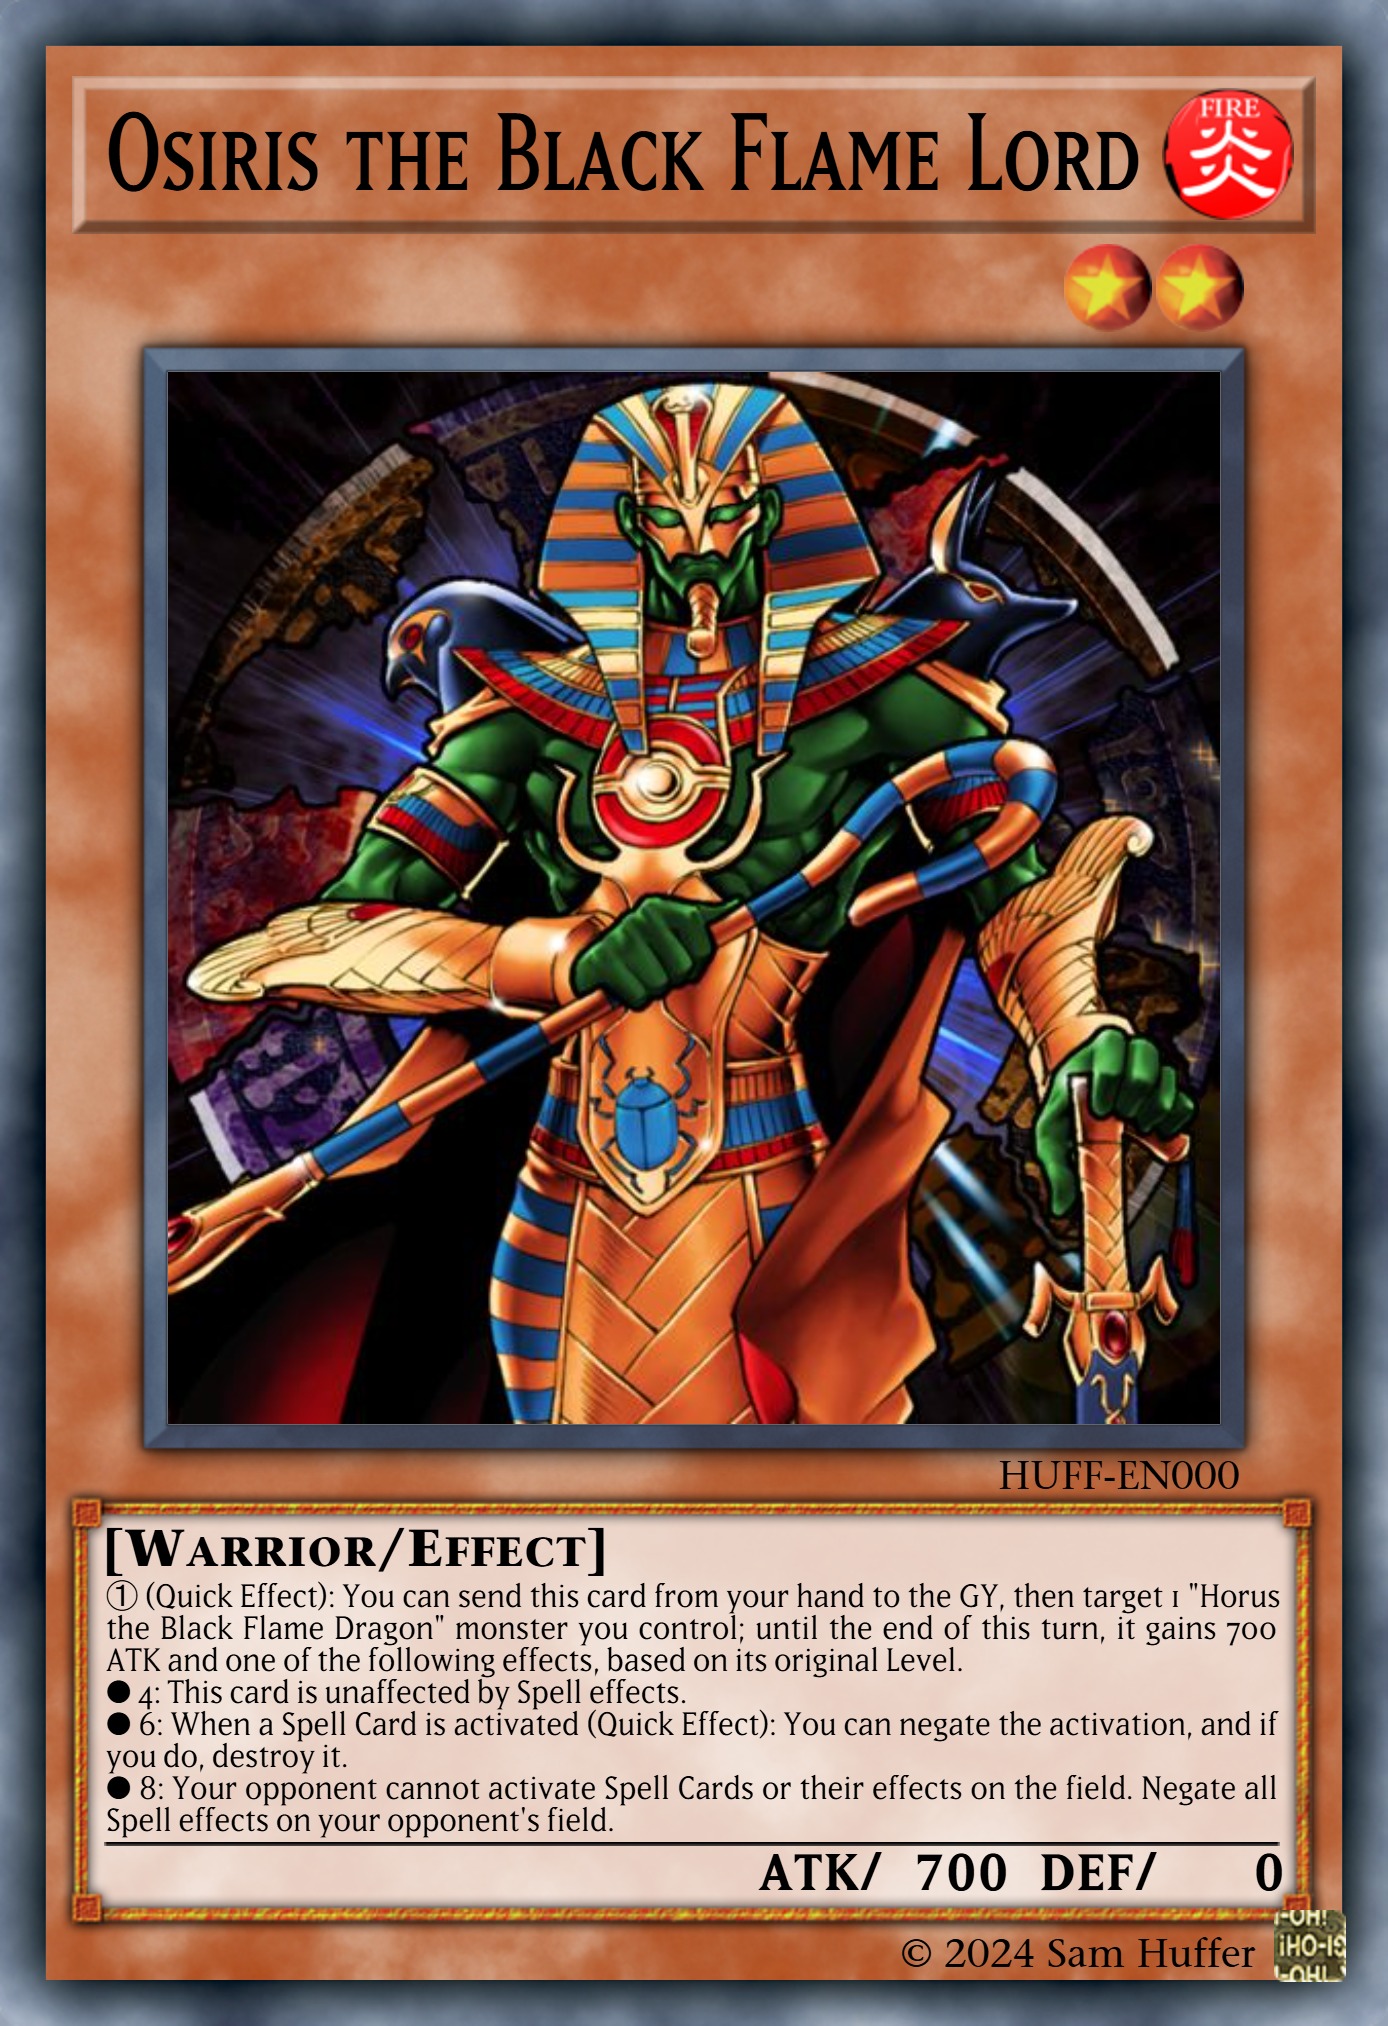 Osiris the Black Flame Lord
FIRE
炎
HUFF-EN000
[Warrior/Effect]
① (Quick Effect): You can send this card from your hand to the GY, then target 1 "Horus
the Black Flame Dragon" monster you control; until the end of this turn, it gains 700
ATK and one of the following effects, based on its original Level.
● 4: This card is unaffected by Spell effects.
● 6: When a Spell Card is activated (Quick Effect): You can negate the activation, and if
you do, destroy it.
● 8: Your opponent cannot activate Spell Cards or their effects on the field. Negate all
Spell effects on your opponent's field.
ATK/ 700 DEF/ 0
© 2024 Sam Huffer